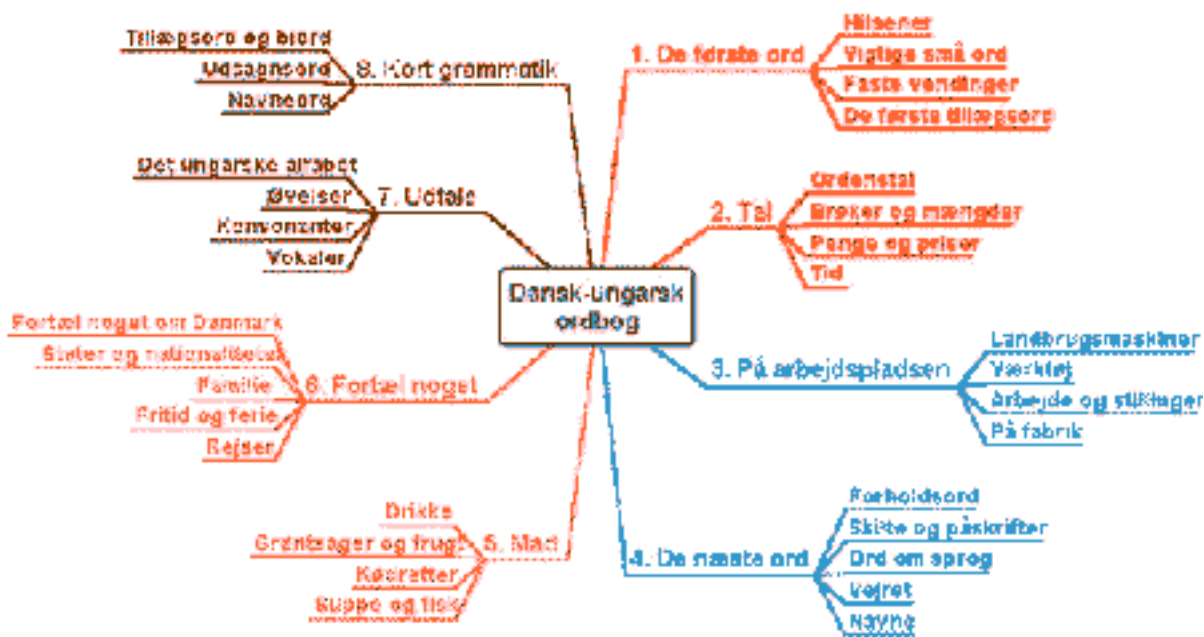 Dansk-ungarsk
ordbog
1. De første ord
Hilsener
Vigtige små ord
Faste vendinger
De første tillægsord
2. Tal
Ordenstal
Brøker og mængder
Penge og priser
Tid
3. På arbejdspladsen
Landbrugsmaskiner
Værktøj
Arbejde og stillinger
På fabrik
4. De næste ord
Forholdsord
Skilte og påskrifter
Ord om sprog
Vejret
Navne
5. Mad
Drikke
Grøntsager og frugt
Kødretter
Suppe og fisk
6. Fortæl noget
Fortæl noget om Danmark
Stater og nationaliteter
Familie
Fritid og ferie
Rejser
7. Udtale
Det ungarske alfabet
Øvelser
Konsonanter
Vokaler
8. Kort grammatik
Tillægsord og biord
Udsagnsord
Navneord